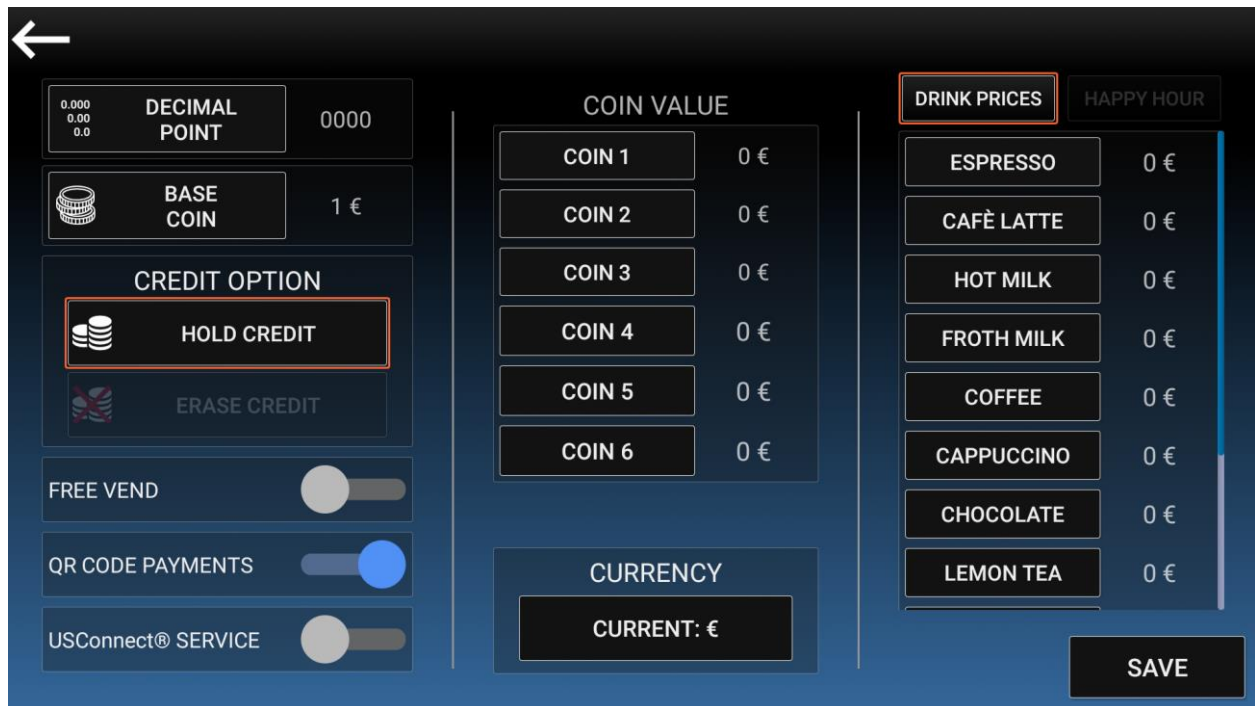 0.000
0.00
0.0
DECIMAL
POINT
0000
BASE
COIN
1 €
CREDIT OPTION
HOLD CREDIT
ERASE CREDIT
FREE VEND
QR CODE PAYMENTS
USConnect® SERVICE
COIN VALUE
COIN 1 0 €
COIN 2 0 €
COIN 3 0 €
COIN 4 0 €
COIN 5 0 €
COIN 6 0 €
CURRENCY
CURRENT: €
DRINK PRICES HAPPY HOUR
ESPRESSO 0 €
CAFÈ LATTE 0 €
HOT MILK 0 €
FROTH MILK 0 €
COFFEE 0 €
CAPPUCCINO 0 €
CHOCOLATE 0 €
LEMON TEA 0 €
SAVE